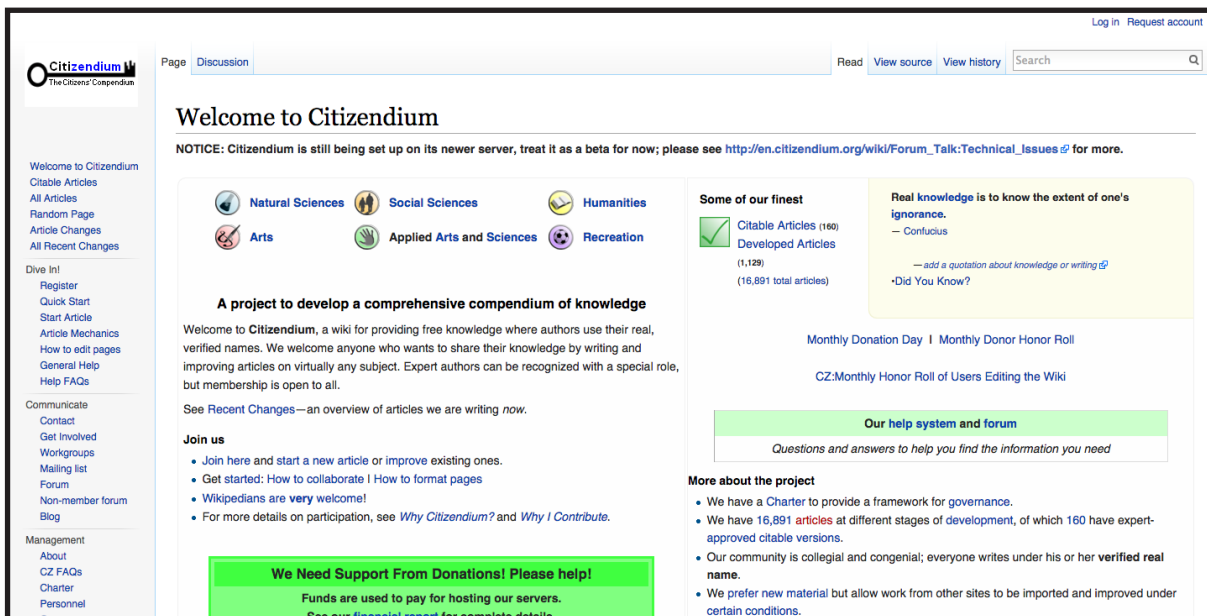 Log in Request account
Citizendium
The Citizens' Compendium
Page Discussion
Read View source View history Search
Welcome to Citizendium
NOTICE: Citizendium is still being set up on its newer server, treat it as a beta for now; please see http://en.citizendium.org/wiki/Forum_Talk:Technical_Issues for more.
Welcome to Citizendium
Citable Articles
All Articles
Random Page
Article Changes
All Recent Changes
Dive In!
Register
Quick Start
Start Article
Article Mechanics
How to edit pages
General Help
Help FAQs
Communicate
Contact
Get Involved
Workgroups
Mailing list
Forum
Non-member forum
Blog
Management
About
CZ FAQs
Charter
Personnel
Natural Sciences Social Sciences Humanities
Arts Applied Arts and Sciences Recreation
A project to develop a comprehensive compendium of knowledge
Welcome to Citizendium, a wiki for providing free knowledge where authors use their real,
verified names. We welcome anyone who wants to share their knowledge by writing and
improving articles on virtually any subject. Expert authors can be recognized with a special role,
but membership is open to all.
See Recent Changes—an overview of articles we are writing now.
Join us
• Join here and start a new article or improve existing ones.
• Get started: How to collaborate | How to format pages
• Wikipedians are very welcome!
• For more details on participation, see Why Citizendium? and Why I Contribute.
We Need Support From Donations! Please help!
Funds are used to pay for hosting our servers.
See our financial report for complete details.
Some of our finest
Citable Articles (160)
Developed Articles
(1,129)
(16,891 total articles)
Real knowledge is to know the extent of one's
ignorance.
— Confucius
—add a quotation about knowledge or writing
•Did You Know?
Monthly Donation Day | Monthly Donor Honor Roll
CZ:Monthly Honor Roll of Users Editing the Wiki
Our help system and forum
Questions and answers to help you find the information you need
More about the project
• We have a Charter to provide a framework for governance.
• We have 16,891 articles at different stages of development, of which 160 have expert-
approved citable versions.
• Our community is collegial and congenial; everyone writes under his or her verified real
name.
• We prefer new material but allow work from other sites to be imported and improved under
certain conditions.